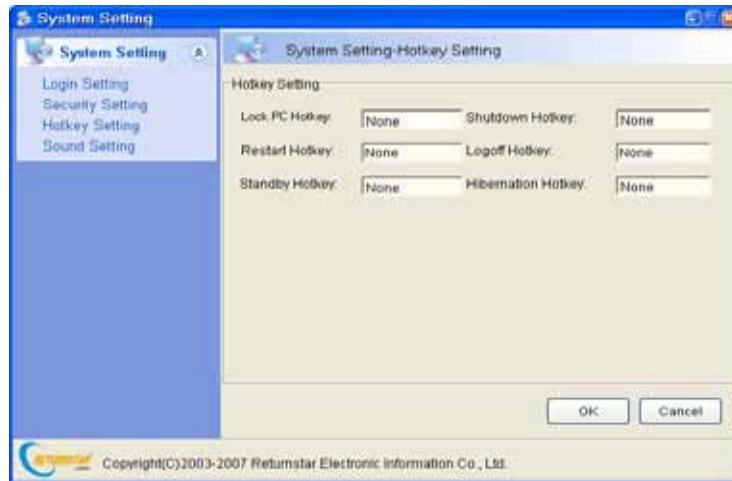 System Setting
System Setting
System Setting-Hotkey Setting
Login Setting
Security Setting
Hotkey Setting
Sound Setting
Hotkey Setting
Lock PC Hotkey: None Shutdown Hotkey: None
Restart Hotkey: None Logoff Hotkey: None
Standby Hotkey: None Hibernation Hotkey: None
OK Cancel
RETURNSTAR Copyright(C)2003-2007 Returnstar Electronic Information Co., Ltd.